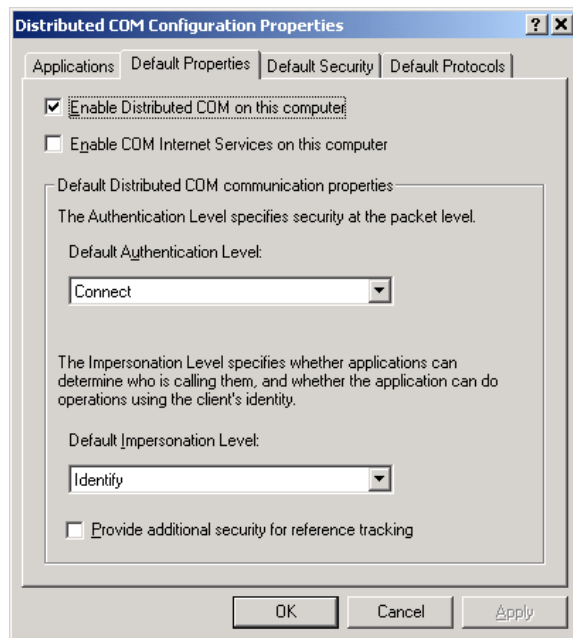 Distributed COM Configuration Properties
Applications Default Properties Default Security Default Protocols
Enable Distributed COM on this computer
Enable COM Internet Services on this computer
Default Distributed COM communication properties
The Authentication Level specifies security at the packet level.
Default Authentication Level:
Connect
The Impersonation Level specifies whether applications can
determine who is calling them, and whether the application can do
operations using the client's identity.
Default Impersonation Level:
Identify
Provide additional security for reference tracking
OK Cancel Apply